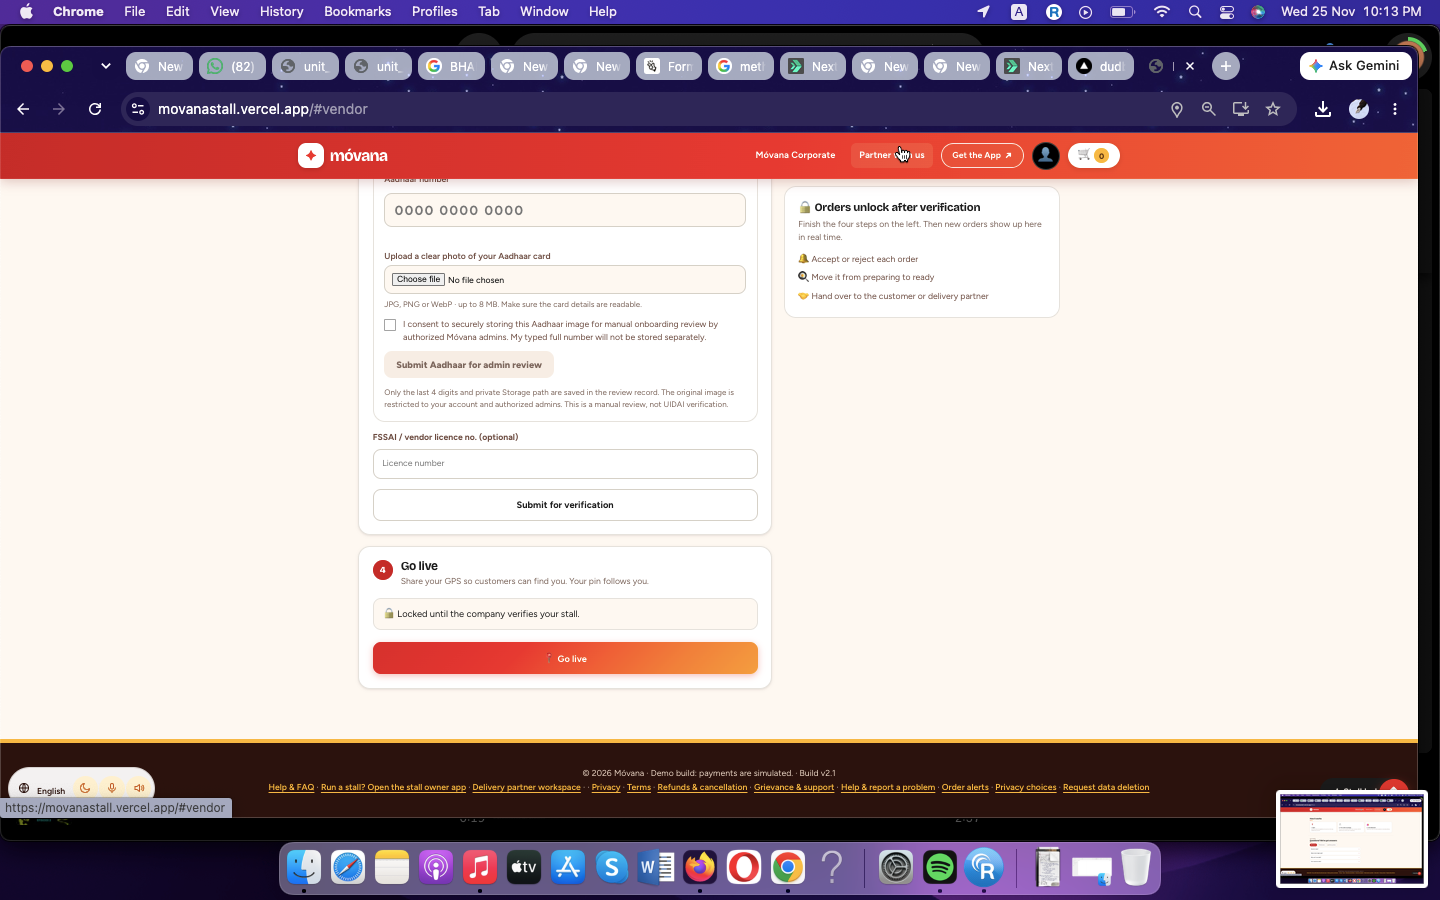 Chrome File Edit View History Bookmarks Profiles Tab Window Help A R Wed 25 Nov 10:13 PM
New (82) unit_ unit_ BHA New New Forn metl Next New New Next dudl Ask Gemini
movanastall.vercel.app/#vendor
móvana Móvana Corporate Partner us Get the App ↗ 0
Aadhaar number
0000 0000 0000
Upload a clear photo of your Aadhaar card
Choose file No file chosen
JPG, PNG or WebP · up to 8 MB. Make sure the card details are readable.
I consent to securely storing this Aadhaar image for manual onboarding review by
authorized Móvana admins. My typed full number will not be stored separately.
Submit Aadhaar for admin review
Only the last 4 digits and private Storage path are saved in the review record. The original image is
restricted to your account and authorized admins. This is a manual review, not UIDAI verification.
FSSAI / vendor licence no. (optional)
Licence number
Submit for verification
4 Go live
Share your GPS so customers can find you. Your pin follows you.
Locked until the company verifies your stall.
Go live
Orders unlock after verification
Finish the four steps on the left. Then new orders show up here
in real time.
Accept or reject each order
Move it from preparing to ready
Hand over to the customer or delivery partner
© 2026 Móvana · Demo build: payments are simulated. · Build v2.1
Help & FAQ · Run a stall? Open the stall owner app · Delivery partner workspace · · Privacy · Terms · Refunds & cancellation · Grievance & support · Help & report a problem · Order alerts · Privacy choices · Request data deletion
English
https://movanastall.vercel.app/#vendor
tv